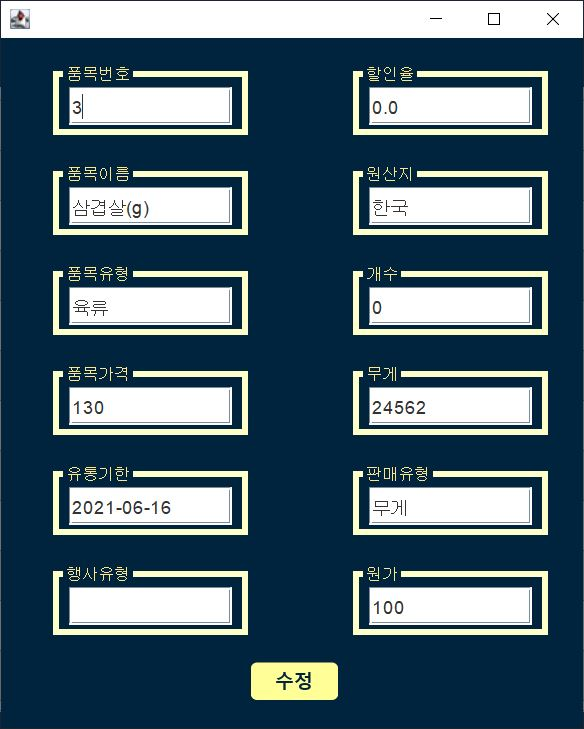 품목번호
3
할인율
0.0
품목이름
삼겹살(g)
원산지
한국
품목유형
육류
개수
0
품목가격
130
무게
24562
유통기한
2021-06-16
판매유형
무게
행사유형
원가
100
수정